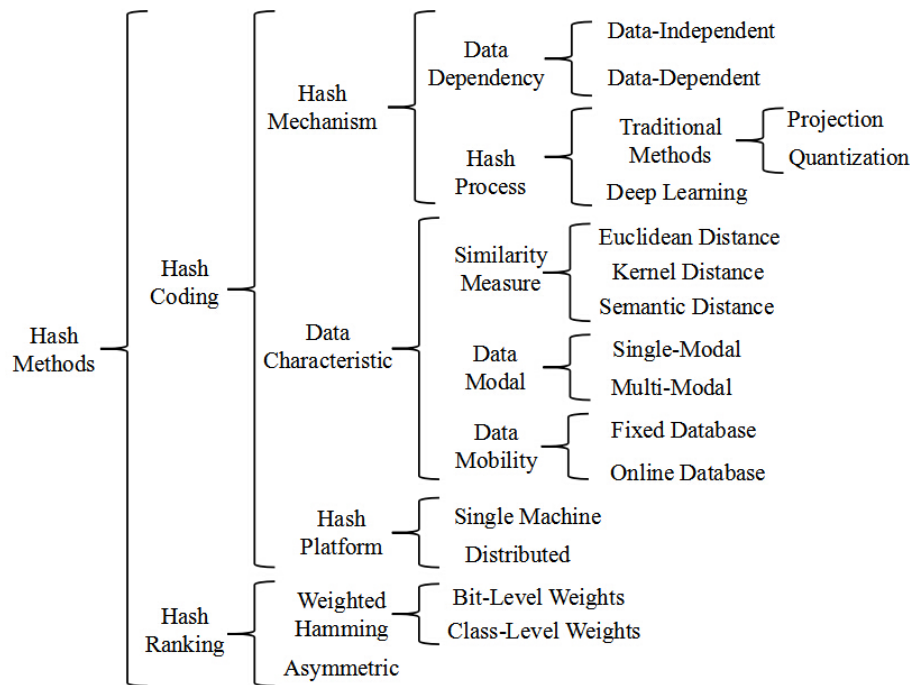 Hash
Methods
Hash
Coding
Hash
Mechanism
Data
Dependency
Data-Independent
Data-Dependent
Hash
Process
Traditional
Methods
Projection
Quantization
Deep Learning
Data
Characteristic
Similarity
Measure
Euclidean Distance
Kernel Distance
Semantic Distance
Data
Modal
Single-Modal
Multi-Modal
Data
Mobility
Fixed Database
Online Database
Hash
Platform
Single Machine
Distributed
Hash
Ranking
Weighted
Hamming
Bit-Level Weights
Class-Level Weights
Asymmetric